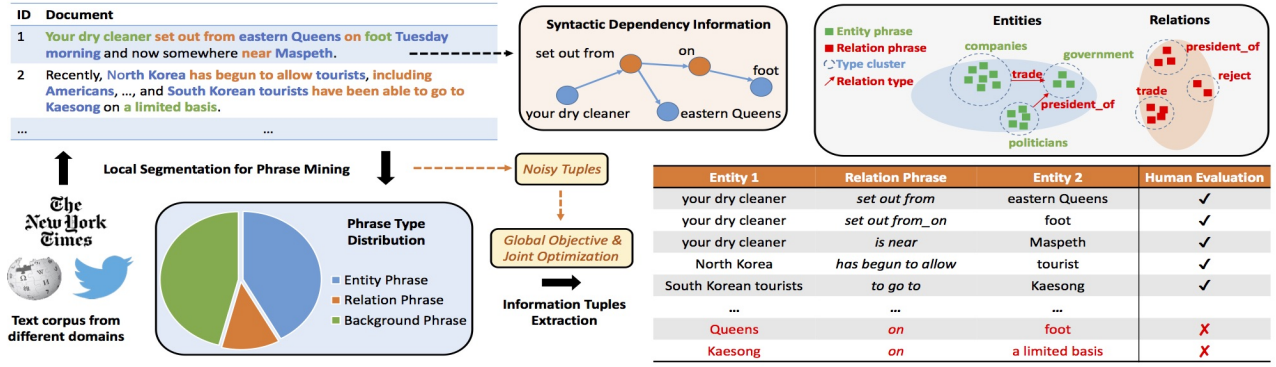 ID Document
1 Your dry cleaner set out from eastern Queens on foot Tuesday
morning and now somewhere near Maspeth.
2 Recently, North Korea has begun to allow tourists, including
Americans, ..., and South Korean tourists have been able to go to
Kaesong on a limited basis.
... ...
Syntactic Dependency Information
set out from
on
foot
your dry cleaner
eastern Queens
Entities
Relations
Entity phrase
Relation phrase
Type cluster
Relation type
companies
government
trade
president_of
politicians
president_of
reject
trade
Local Segmentation for Phrase Mining
Noisy Tuples
Global Objective &
Joint Optimization
Information Tuples
Extraction
The
New York
Times
W
Text corpus from
different domains
Phrase Type
Distribution
Entity Phrase
Relation Phrase
Background Phrase
Entity 1 Relation Phrase Entity 2 Human Evaluation
your dry cleaner set out from eastern Queens ✓
your dry cleaner set out from_on foot ✓
your dry cleaner is near Maspeth ✓
North Korea has begun to allow tourist ✓
South Korean tourists to go to Kaesong ✓
... ... ...
Queens on foot ✗
Kaesong on a limited basis ✗